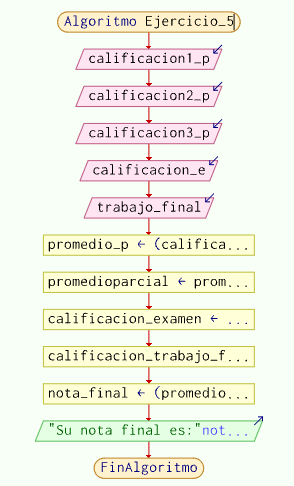 Algoritmo Ejercicio_5
calificacion1_p
calificacion2_p
calificacion3_p
calificacion_e
trabajo_final
promedio_p ← (califica...
promedioparcial ← prom...
calificacion_examen ← ...
calificacion_trabajo_f...
nota_final ← (promedio...
"Su nota final es:"not...
FinAlgoritmo